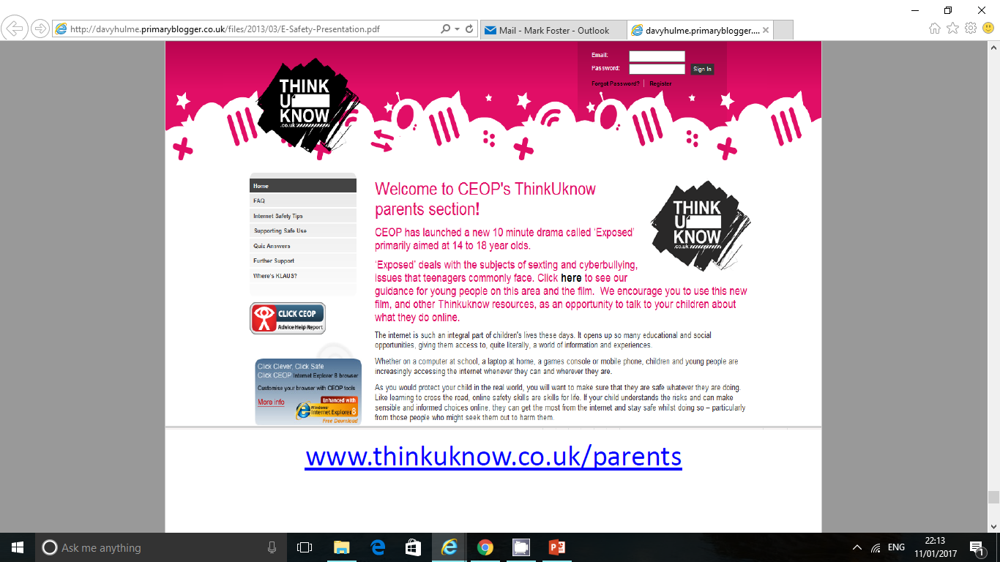 http://davyhulme.primaryblogger.co.uk/files/2013/03/E-Safety-Presentation.pdf
Mail - Mark Foster - Outlook
davyhulme.primaryblogger....
Email:
Password:
Sign In
Forgot Password?
Register
THINK
U
KNOW
.co.uk
Home
FAQ
Internet Safety Tips
Supporting Safe Use
Quiz Answers
Further Support
Where's KLAUS?
CLICK CEOP
Advice Help Report
Click Clever, Click Safe
Click CEOP Internet Explorer 8 browser
Customise your browser with CEOP tools
More info
Enhanced with
Windows
Internet Explorer 8
Free Download
Welcome to CEOP's ThinkUknow
parents section!
THINK
U
KNOW
.co.uk
CEOP has launched a new 10 minute drama called ‘Exposed’
primarily aimed at 14 to 18 year olds.
‘Exposed’ deals with the subjects of sexting and cyberbullying,
issues that teenagers commonly face. Click here to see our
guidance for young people on this area and the film. We encourage you to use this new
film, and other Thinkuknow resources, as an opportunity to talk to your children about
what they do online.
The internet is such an integral part of children's lives these days. It opens up so many educational and social
opportunities, giving them access to, quite literally, a world of information and experiences.
Whether on a computer at school, a laptop at home, a games console or mobile phone, children and young people are
increasingly accessing the internet whenever they can and wherever they are.
As you would protect your child in the real world, you will want to make sure that they are safe whatever they are doing.
Like learning to cross the road, online safety skills are skills for life. If your child understands the risks and can make
sensible and informed choices online, they can get the most from the internet and stay safe whilst doing so – particularly
from those people who might seek them out to harm them.
www.thinkuknow.co.uk/parents
Ask me anything
ENG
22:13
11/01/2017
1